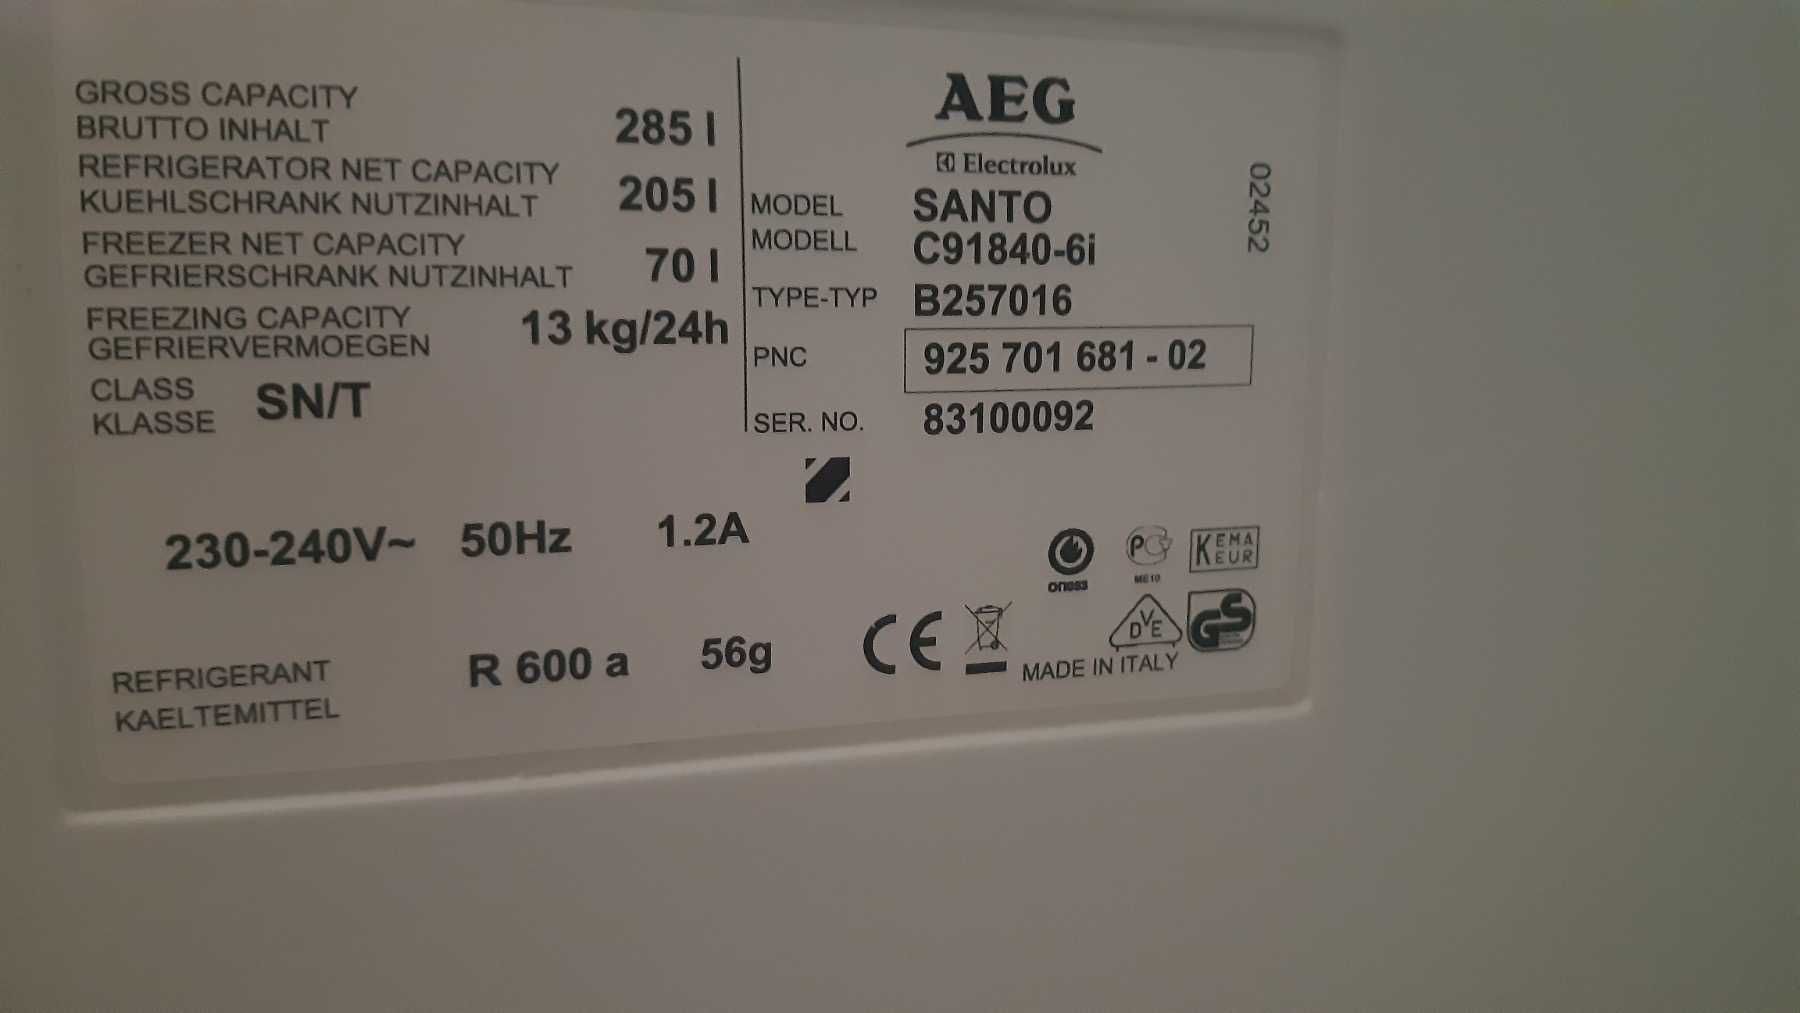 GROSS CAPACITY
BRUTTO INHALT
285 l
REFRIGERATOR NET CAPACITY
KUEHLSCHRANK NUTZINHALT
205 l
FREEZER NET CAPACITY
GEFRIERSCHRANK NUTZINHALT
70 l
FREEZING CAPACITY
GEFRIERVERMOEGEN
13 kg/24h
CLASS
KLASSE
SN/T
AEG
Electrolux
MODEL
MODELL
SANTO
C91840-6i
TYPE-TYP B257016
PNC 925 701 681 - 02
SER. NO. 83100092
02452
230-240V~ 50Hz 1.2A
REFRIGERANT
KAELTEMITTEL
R 600 a 56g
CE
oness
PC
ME10
KEMA
EUR
DVE
GS
MADE IN ITALY